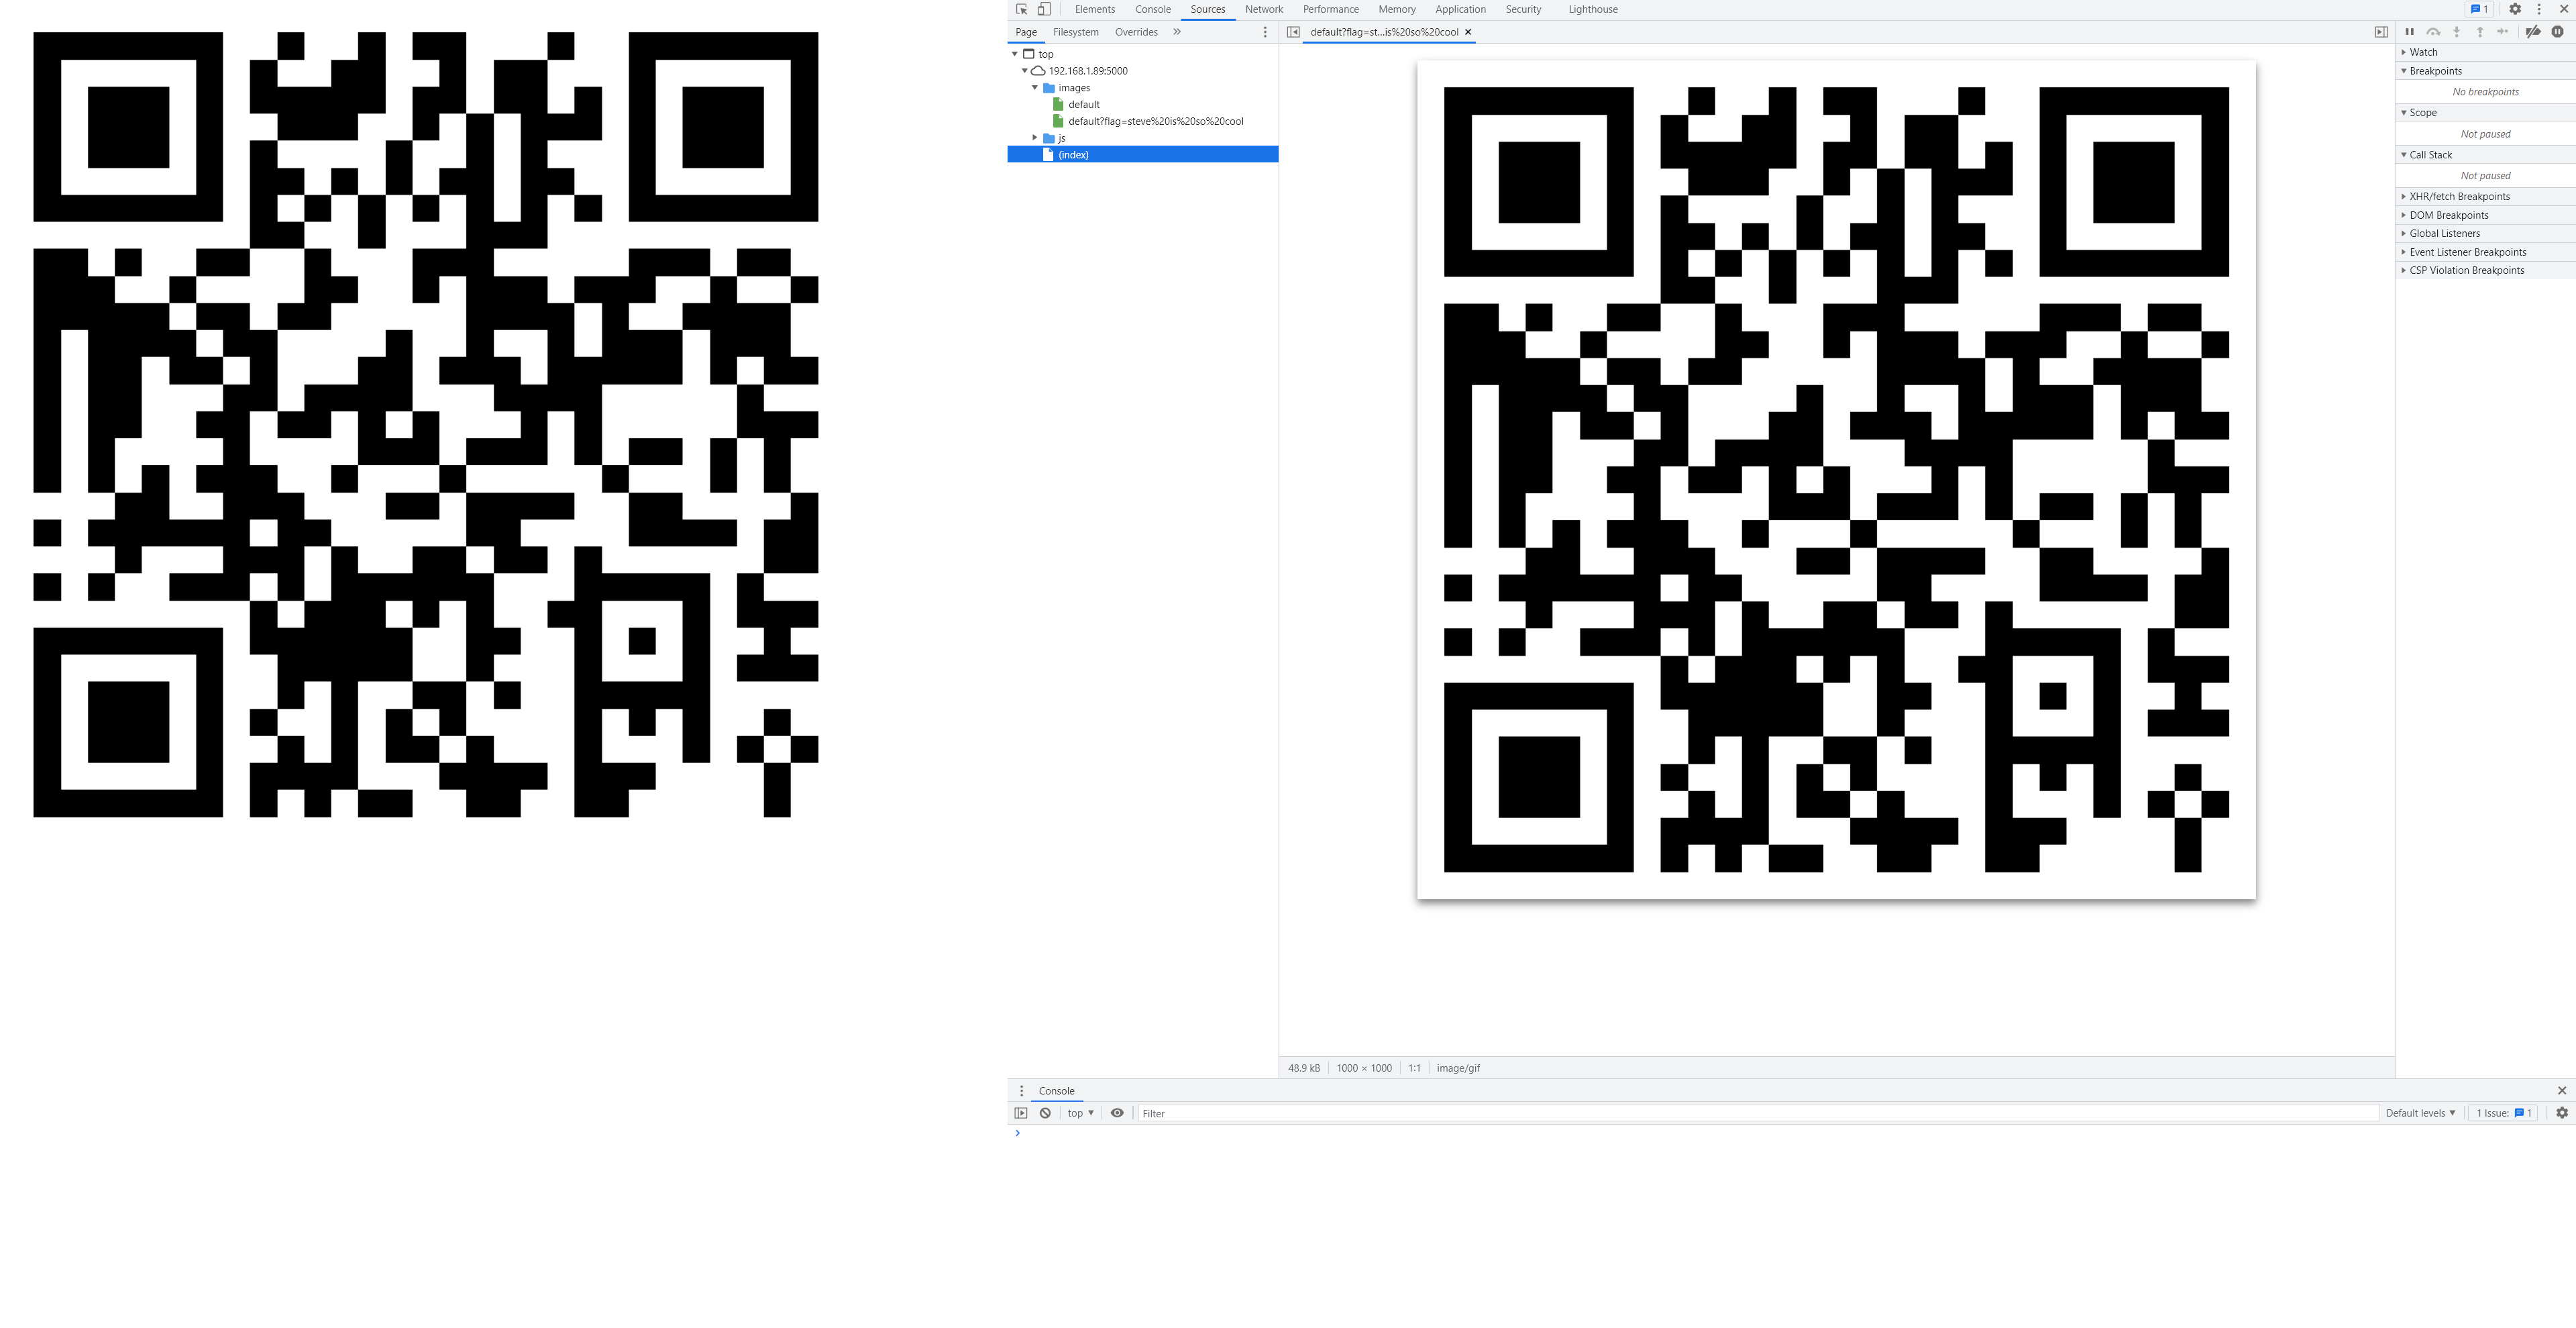 Elements Console Sources Network Performance Memory Application Security Lighthouse 1
Page Filesystem Overrides
default?flag=st...is%20so%20cool
top
192.168.1.89:5000
images
default
default?flag=steve%20is%20so%20cool
js
(index)
Watch
Breakpoints
No breakpoints
Scope
Not paused
Call Stack
Not paused
XHR/fetch Breakpoints
DOM Breakpoints
Global Listeners
Event Listener Breakpoints
CSP Violation Breakpoints
48.9 kB 1000 × 1000 1:1 image/gif
Console
top Filter Default levels 1 Issue: 1